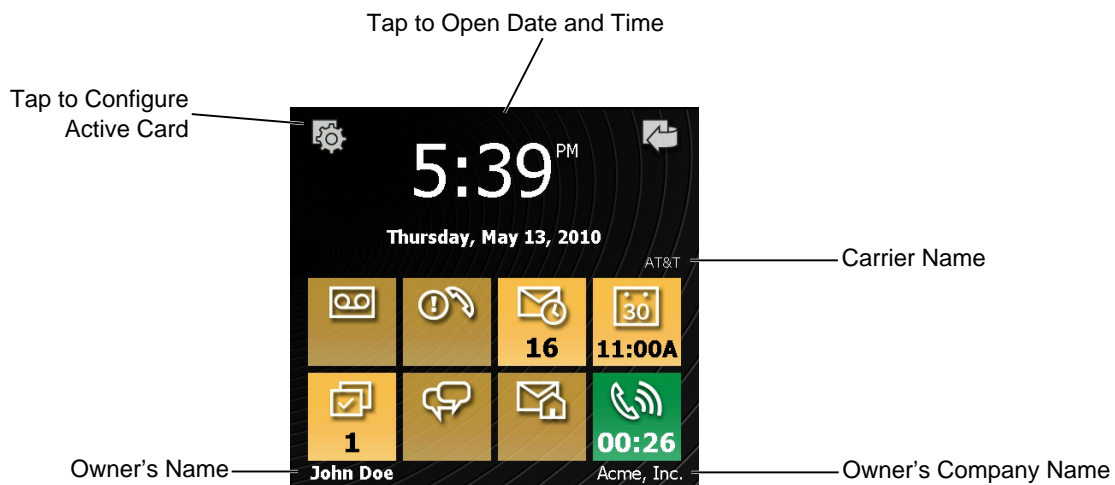 Tap to Open Date and Time
Tap to Configure
Active Card
5:39 PM
Thursday, May 13, 2010
AT&T
Carrier Name
30
16
11:00A
1
00:26
Owner's Name
John Doe
Acme, Inc.
Owner's Company Name